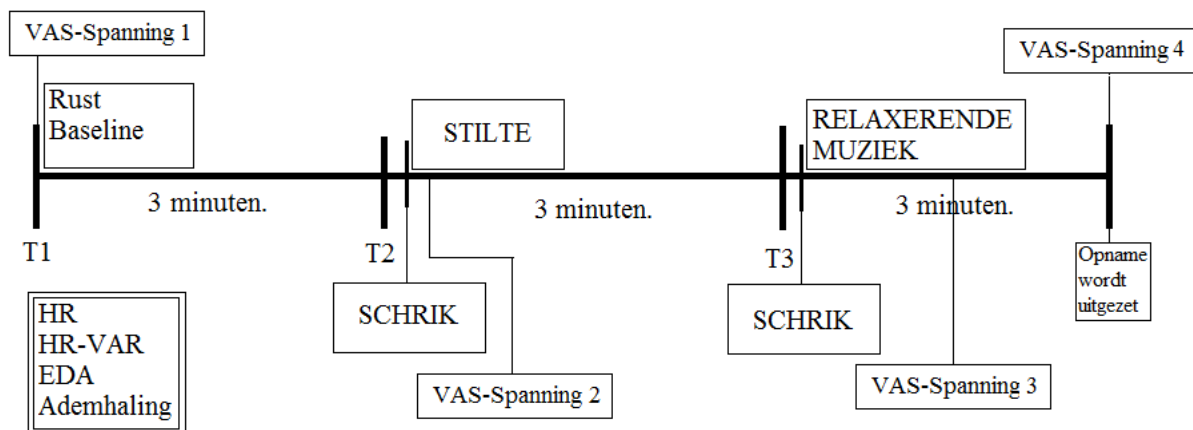 VAS-Spanning 1
VAS-Spanning 4
Rust
Baseline
STILTE
RELAXERENDE
MUZIEK
3 minuten.
3 minuten.
3 minuten.
T1
T2
T3
HR
HR-VAR
EDA
Ademhaling
SCHRIK
SCHRIK
Opname
wordt
uitgezet
VAS-Spanning 2
VAS-Spanning 3